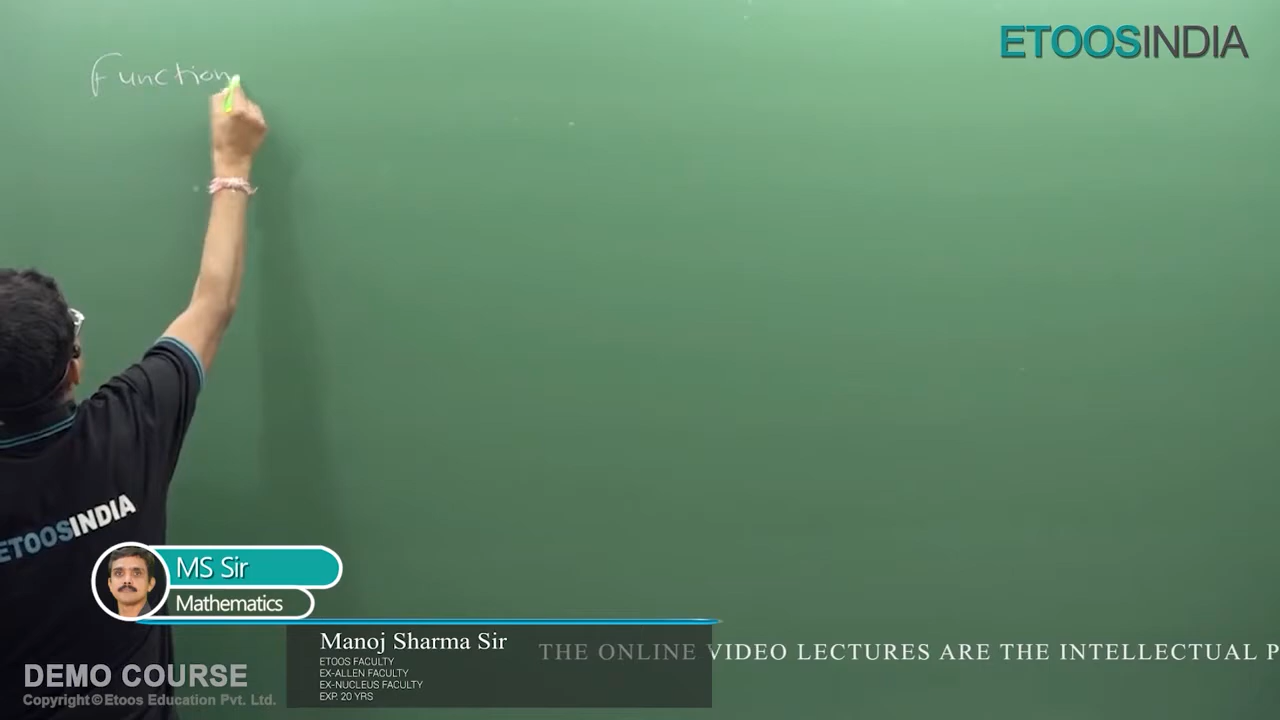 ETOOSINDIA
Function
ETOOSINDIA
MS Sir
Mathematics
Manoj Sharma Sir
ETOOS FACULTY
EX-ALLEN FACULTY
EX-NUCLEUS FACULTY
EXP. 20 YRS
THE ONLINE VIDEO LECTURES ARE THE INTELLECTUAL P
DEMO COURSE
Copyright©Etoos Education Pvt. Ltd.